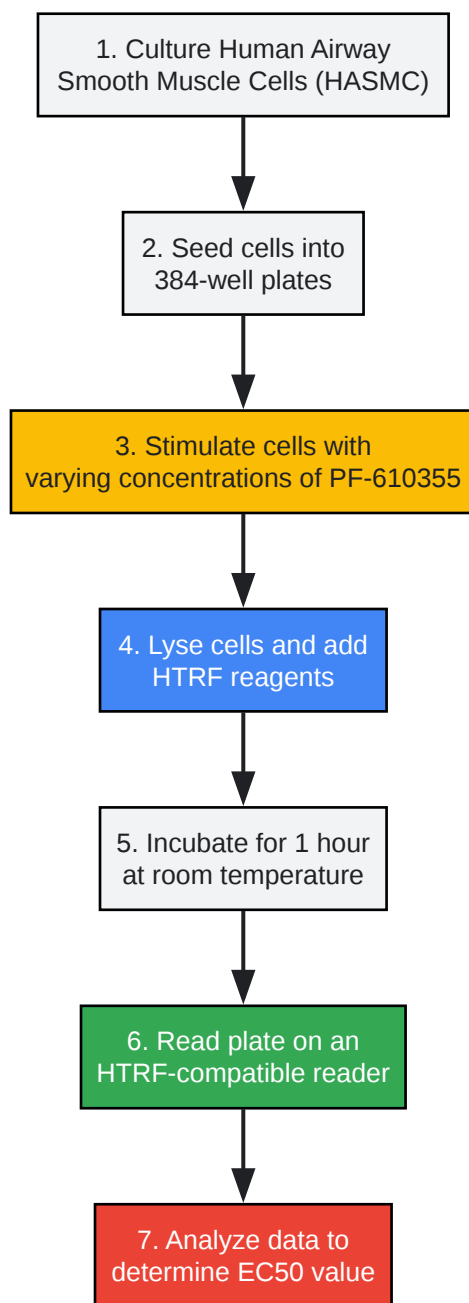 1. Culture Human Airway
Smooth Muscle Cells (HASMC)
2. Seed cells into
384-well plates
3. Stimulate cells with
varying concentrations of PF-610355
4. Lyse cells and add
HTRF reagents
5. Incubate for 1 hour
at room temperature
6. Read plate on an
HTRF-compatible reader
7. Analyze data to
determine EC50 value